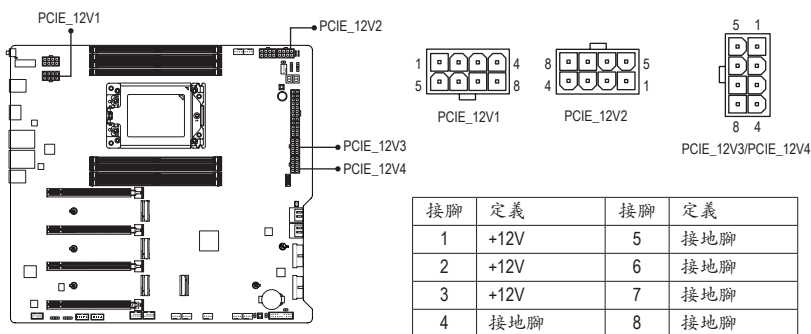 PCIE_12V1
PCIE_12V2
PCIE_12V3
PCIE_12V4
1 4
5 8
PCIE_12V1
8 5
4 1
PCIE_12V2
5 1
8 4
PCIE_12V3/PCIE_12V4
接腳 定義 接腳 定義
1 +12V 5 接地腳
2 +12V 6 接地腳
3 +12V 7 接地腳
4 接地腳 8 接地腳